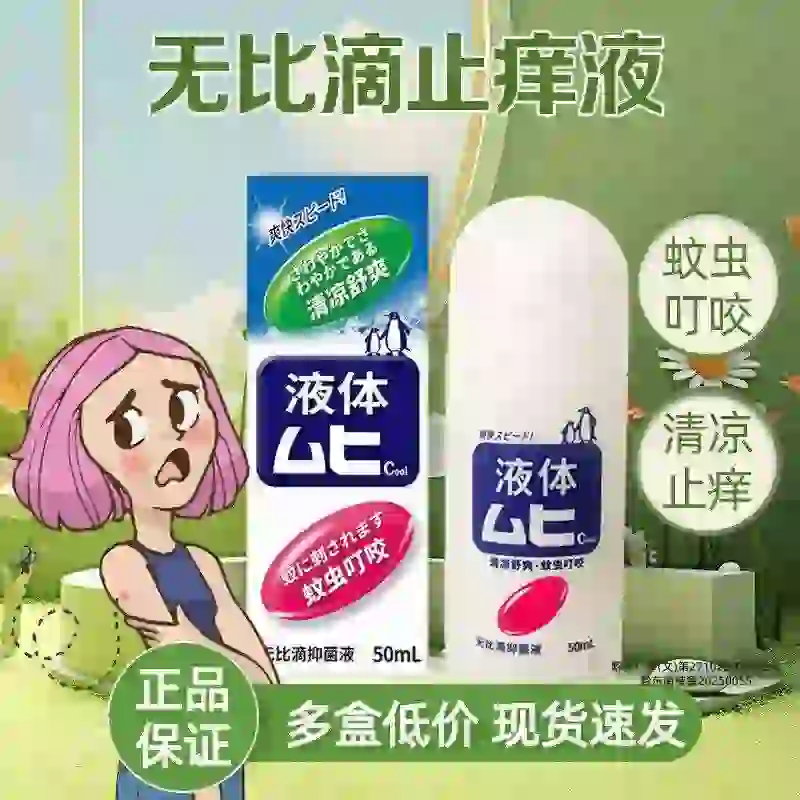 无比滴止痒液
爽快スピード!
さわやかでさ
わやかである
清凉舒爽
液体
ムヒ
Cool
蚊に刺されます
蚊虫叮咬
无比滴抑菌液 50mL
爽快スピード!
液体
ムヒ
清凉舒爽·蚊虫叮咬
无比滴抑菌液 50mL
蚊虫
叮咬
清凉
止痒
正品
保证
多盒低价 现货速发